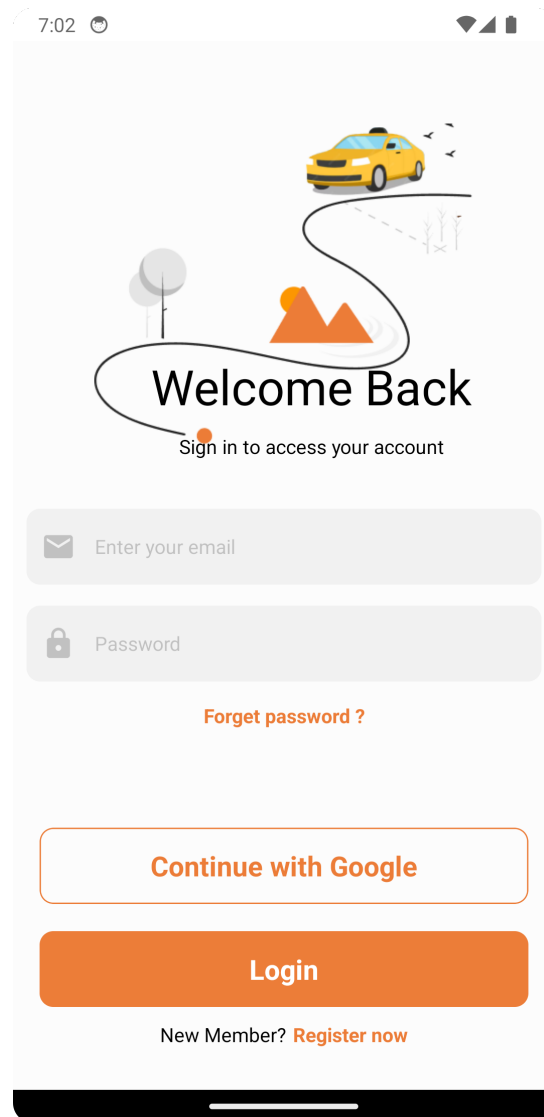 7:02
Welcome Back
Sign in to access your account
Enter your email
Password
Forget password ?
Continue with Google
Login
New Member? Register now